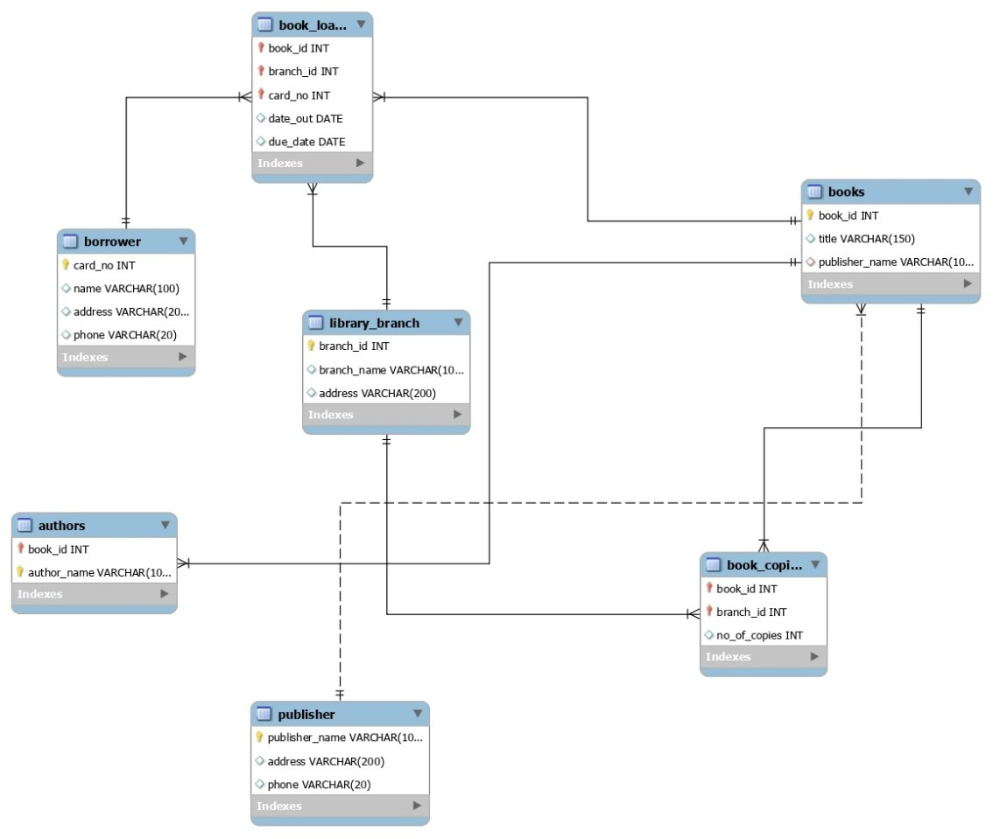 book_loa...
book_id INT
branch_id INT
card_no INT
date_out DATE
due_date DATE
Indexes
books
book_id INT
title VARCHAR(150)
publisher_name VARCHAR(10...
Indexes
borrower
card_no INT
name VARCHAR(100)
address VARCHAR(20...
phone VARCHAR(20)
Indexes
library_branch
branch_id INT
branch_name VARCHAR(10...
address VARCHAR(200)
Indexes
authors
book_id INT
author_name VARCHAR(10...
Indexes
book_copi...
book_id INT
branch_id INT
no_of_copies INT
Indexes
publisher
publisher_name VARCHAR(10...
address VARCHAR(200)
phone VARCHAR(20)
Indexes